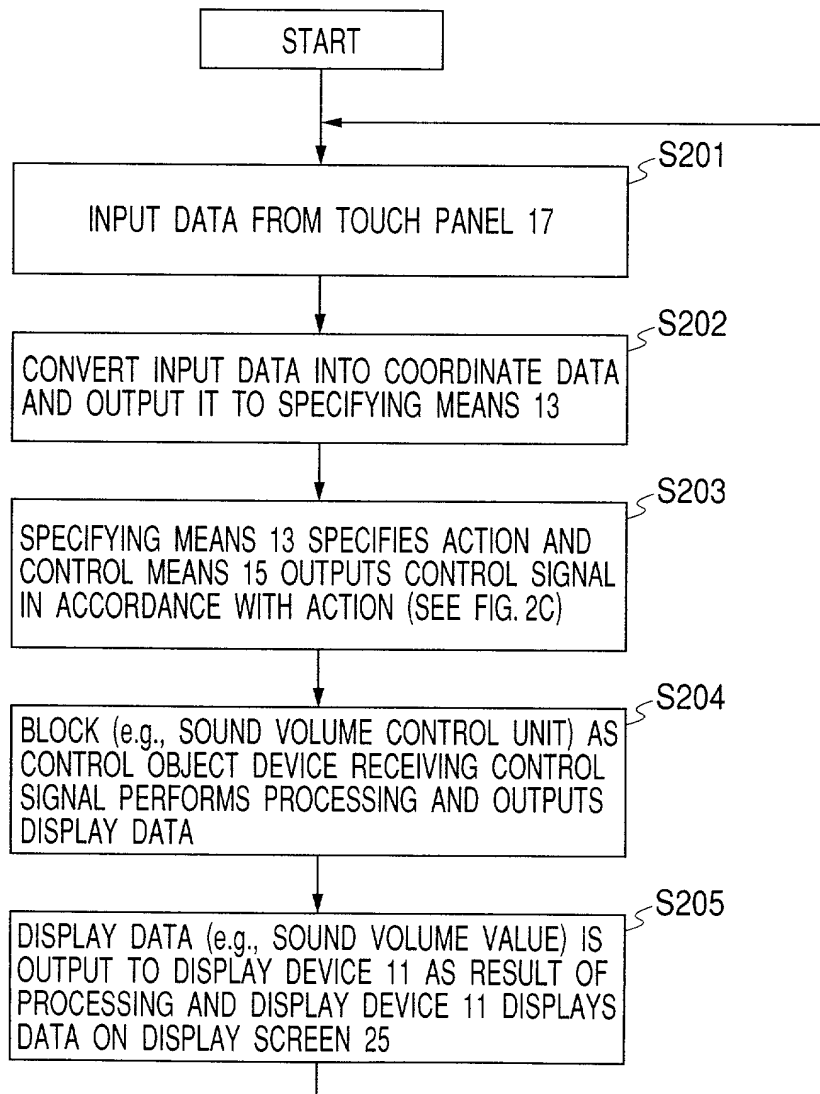 START
S201
INPUT DATA FROM TOUCH PANEL 17
S202
CONVERT INPUT DATA INTO COORDINATE DATA
AND OUTPUT IT TO SPECIFYING MEANS 13
S203
SPECIFYING MEANS 13 SPECIFIES ACTION AND
CONTROL MEANS 15 OUTPUTS CONTROL SIGNAL
IN ACCORDANCE WITH ACTION (SEE FIG. 2C)
S204
BLOCK (e.g., SOUND VOLUME CONTROL UNIT) AS
CONTROL OBJECT DEVICE RECEIVING CONTROL
SIGNAL PERFORMS PROCESSING AND OUTPUTS
DISPLAY DATA
S205
DISPLAY DATA (e.g., SOUND VOLUME VALUE) IS
OUTPUT TO DISPLAY DEVICE 11 AS RESULT OF
PROCESSING AND DISPLAY DEVICE 11 DISPLAYS
DATA ON DISPLAY SCREEN 25